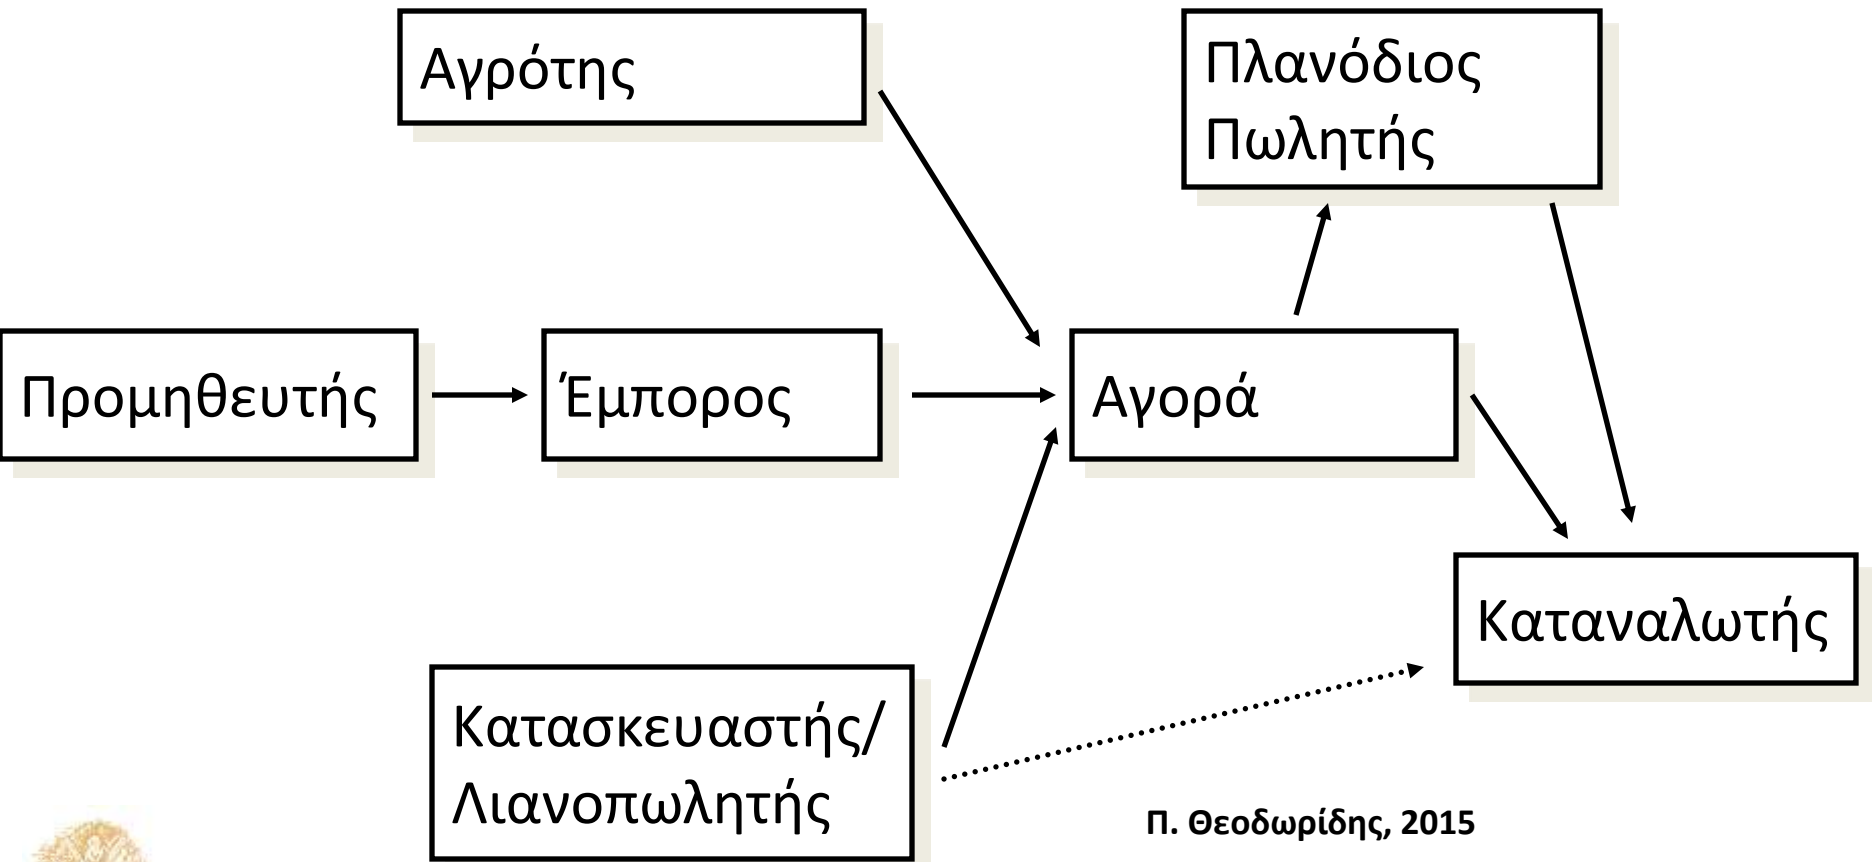 Αγρότης
Πλανόδιος
Πωλητής
Προμηθευτής
Έμπορος
Αγορά
Καταναλωτής
Κατασκευαστής/
Λιανοπωλητής
Π. Θεοδωρίδης, 2015